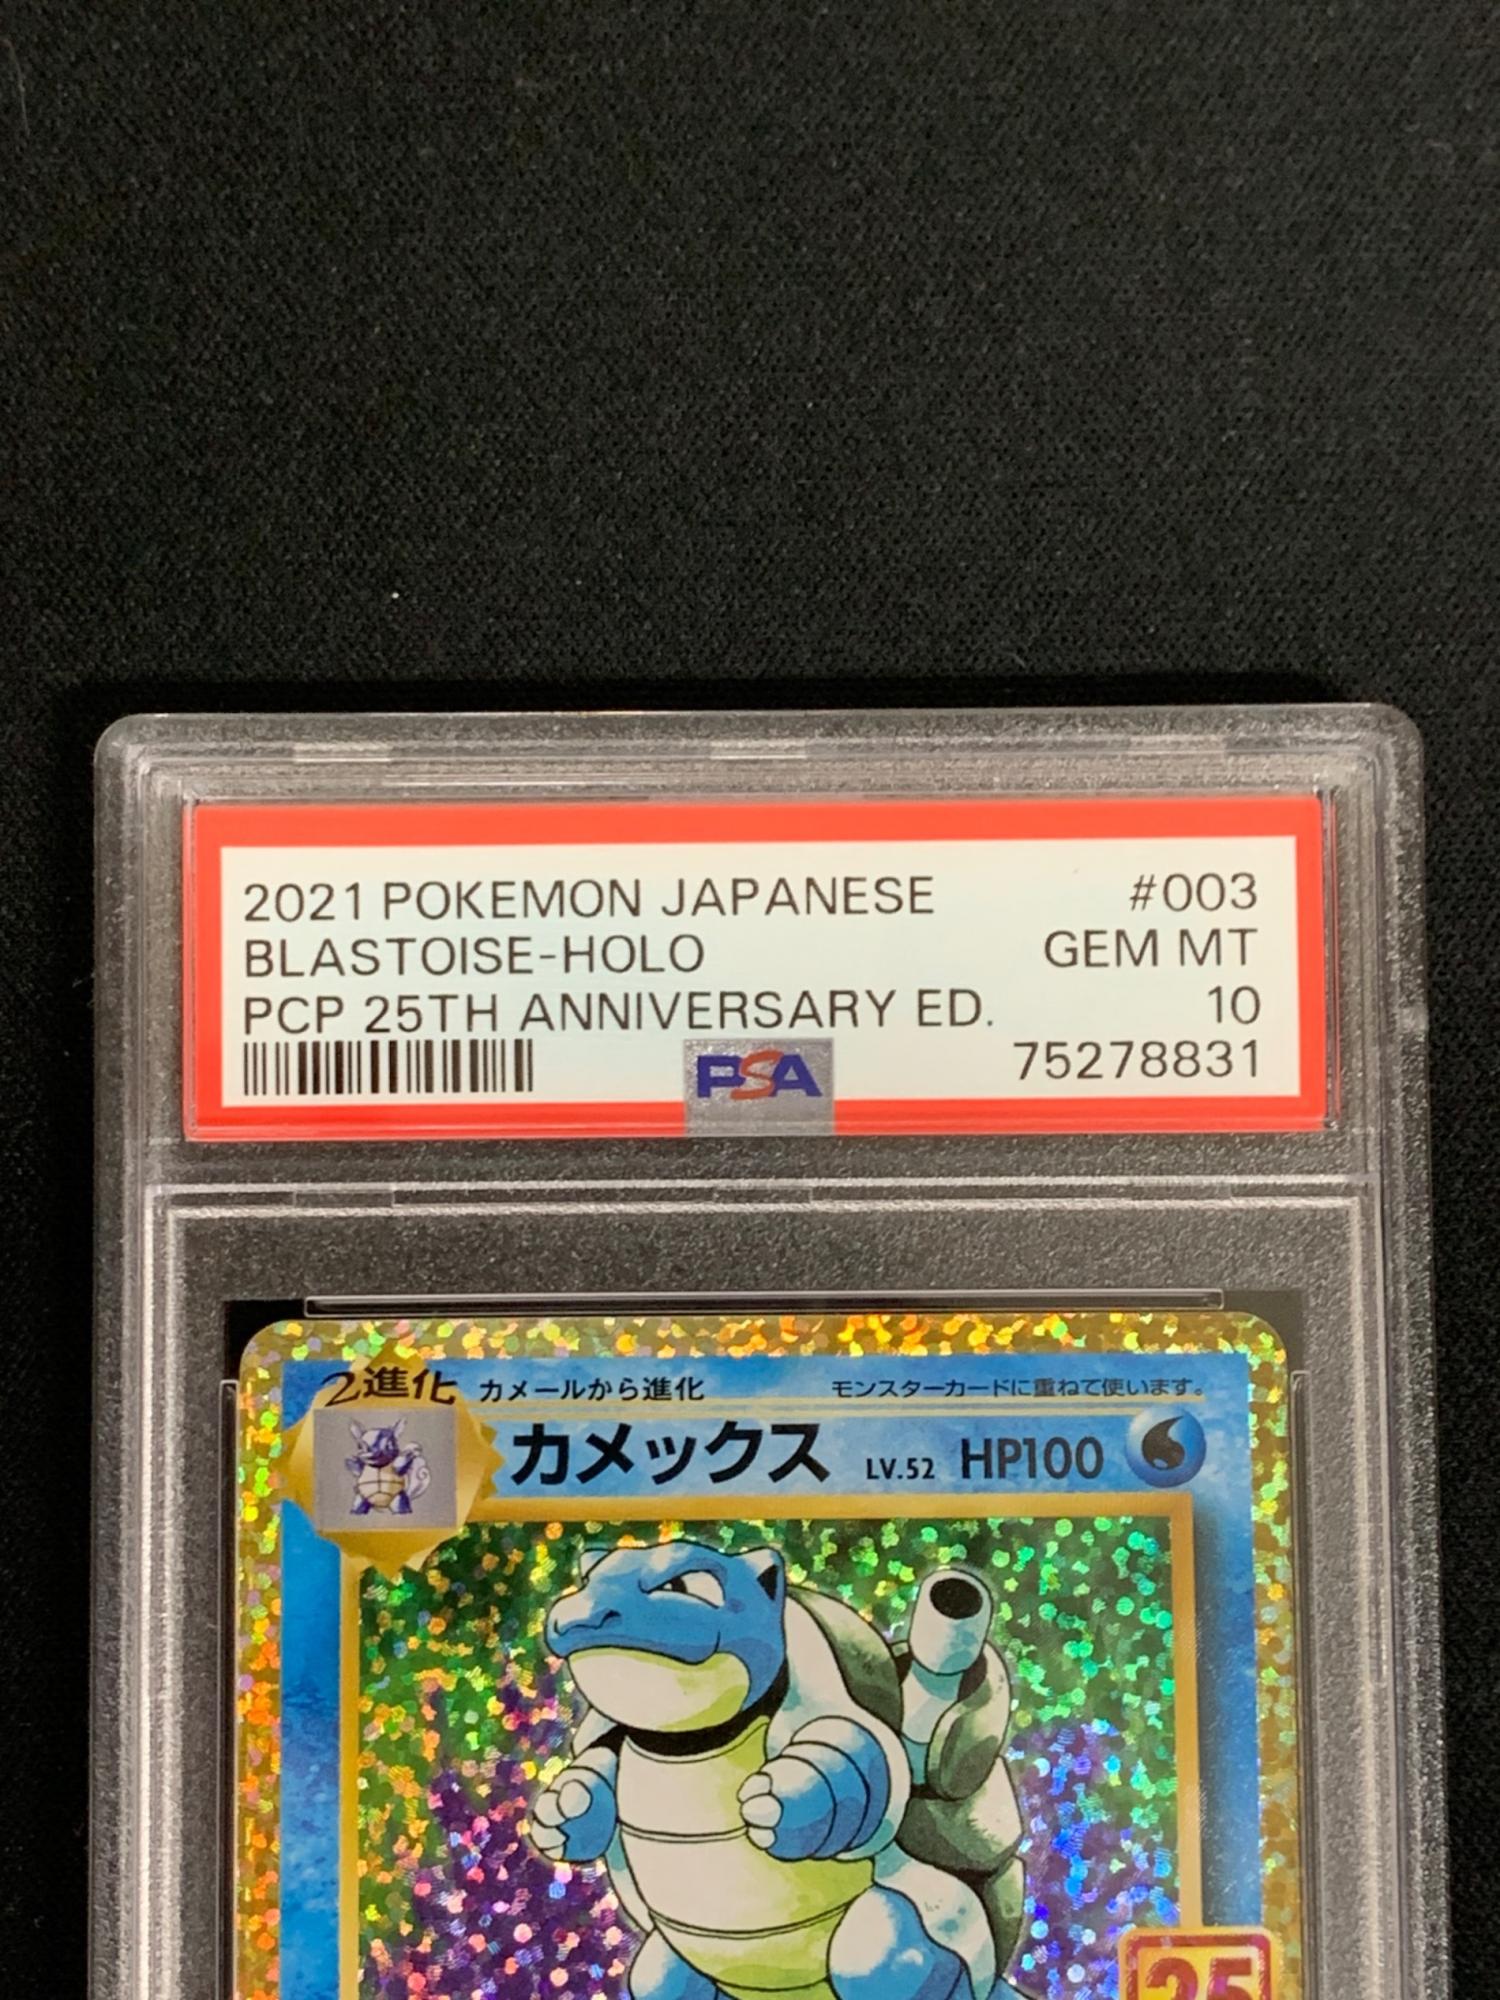 2021 POKEMON JAPANESE #003
BLASTOISE-HOLO GEM MT
PCP 25TH ANNIVERSARY ED. 10
PSA 75278831
2進化 カメールから進化 モンスターカードに重ねて使います。
カメックス LV.52 HP100
25